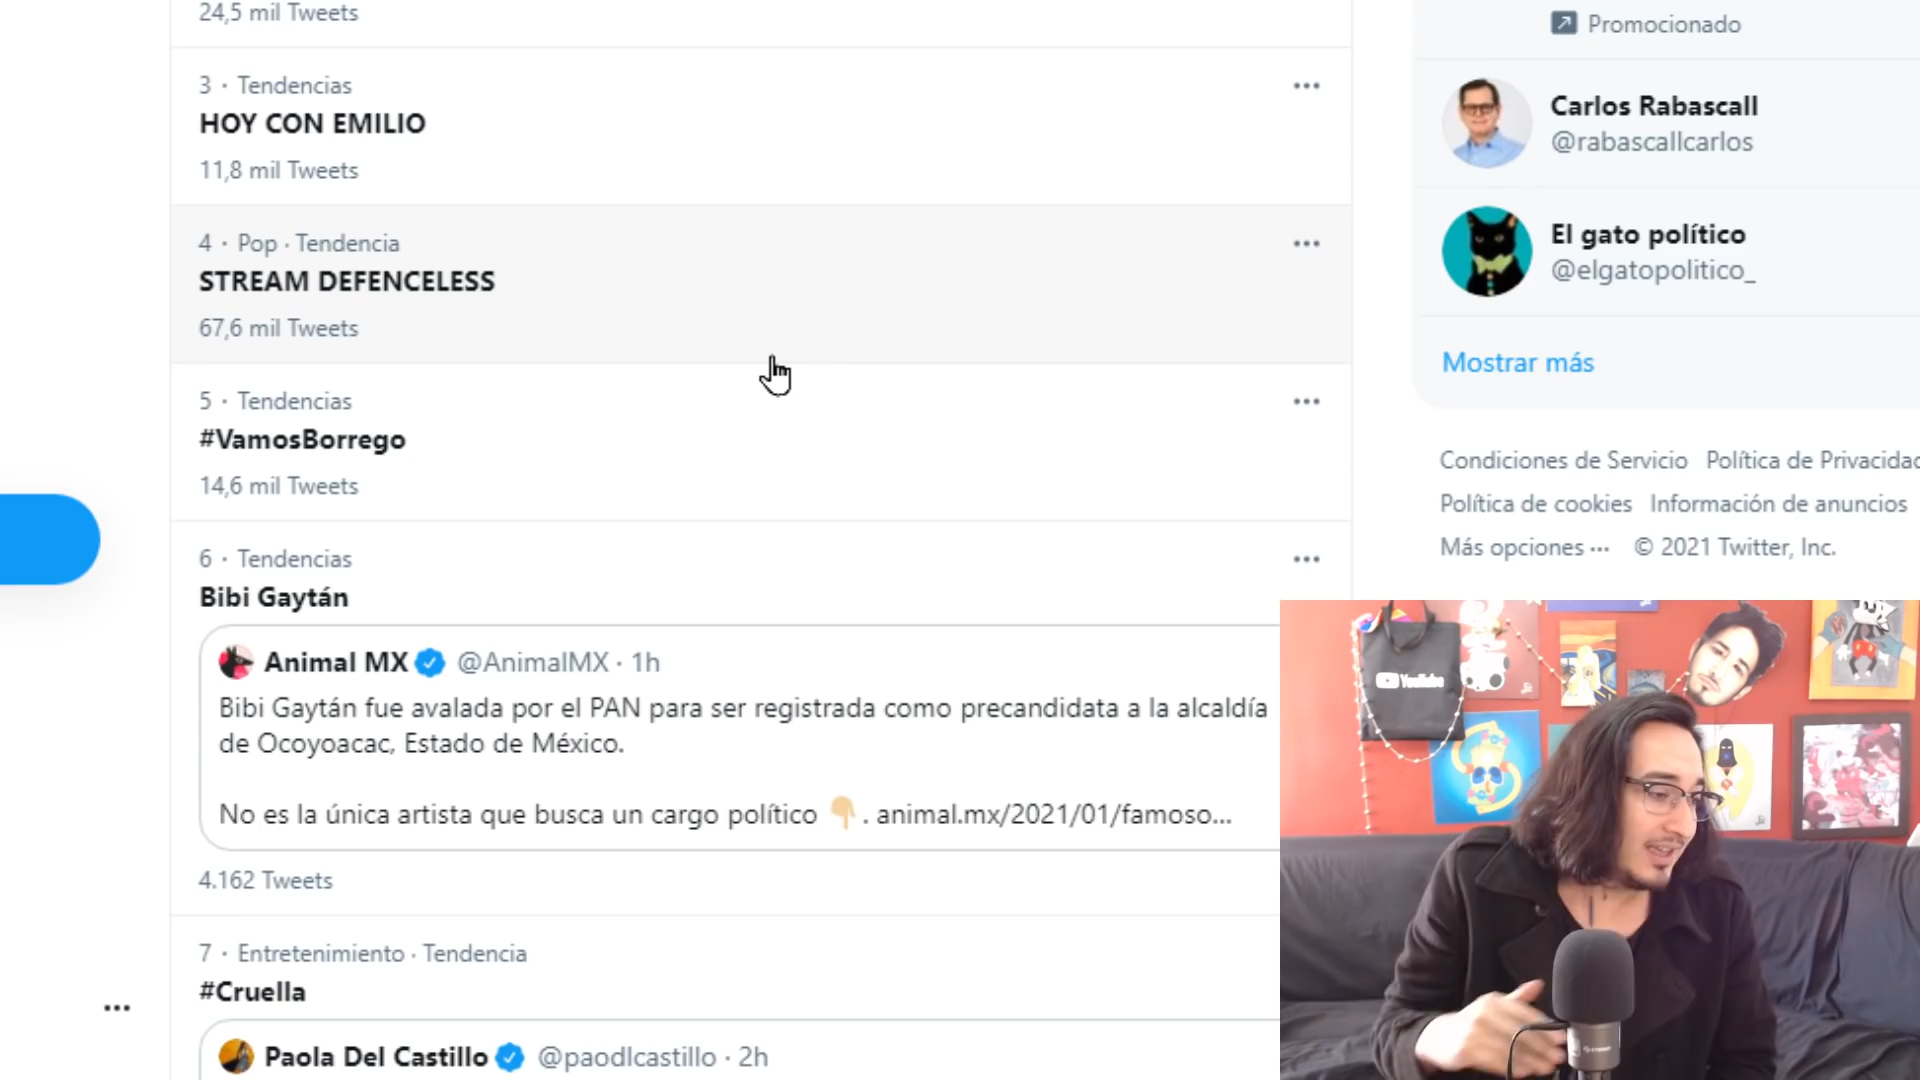 24,5 mil Tweets
3 · Tendencias
HOY CON EMILIO
11,8 mil Tweets
4 · Pop · Tendencia
STREAM DEFENCELESS
67,6 mil Tweets
5 · Tendencias
#VamosBorrego
14,6 mil Tweets
6 · Tendencias
Bibi Gaytán
Animal MX @AnimalMX · 1h
Bibi Gaytán fue avalada por el PAN para ser registrada como precandidata a la alcaldía
de Ocoyoacac, Estado de México.
No es la única artista que busca un cargo político 👇🏼. animal.mx/2021/01/famoso...
4.162 Tweets
7 · Entretenimiento · Tendencia
#Cruella
Paola Del Castillo @paodlcastillo · 2h
Promocionado
Carlos Rabascall
@rabascallcarlos
El gato político
@elgatopolitico_
Mostrar más
Condiciones de Servicio Política de Privacidad
Política de cookies Información de anuncios
Más opciones ··· © 2021 Twitter, Inc.
YouTube